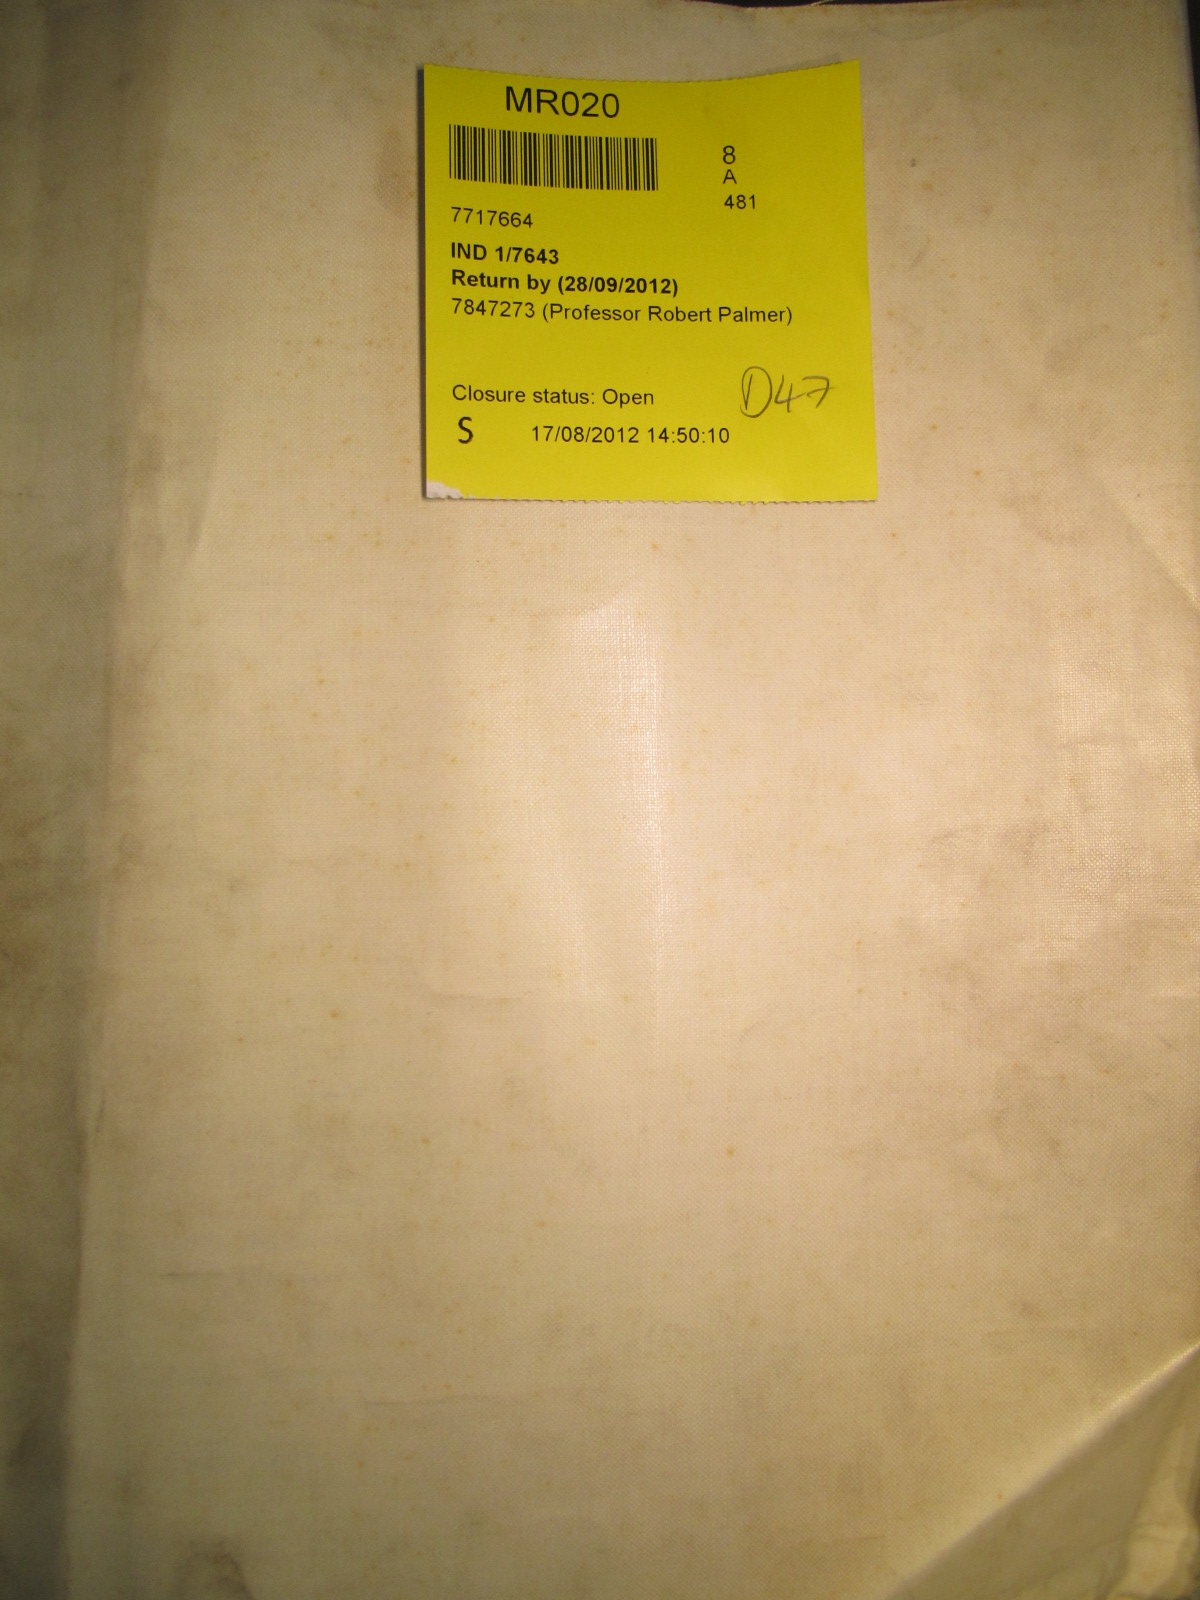 MR020
8
A
481
7717664
IND 1/7643
Return by (28/09/2012)
7847273 (Professor Robert Palmer)
Closure status: Open
D47
S 17/08/2012 14:50:10